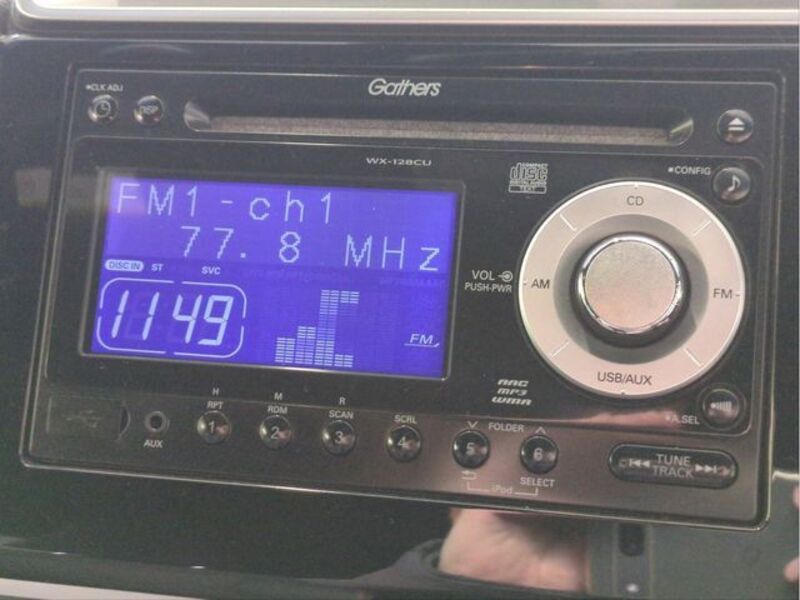 Gathers
•CLK ADJ
DISP
WX-128CU
COMPACT
disc
DIGITAL AUDIO
TEXT
•CONFIG
FM1-ch1
77.8 MHz
DISC IN ST SVC
11 49
FM
VOL
PUSH-PWR
CD
AM
FM
USB/AUX
AAC
MP3
WMA
•A.SEL
AUX
H
RPT
1
M
RDM
2
R
SCAN
3
SCRL
4
FOLDER
5
6
SELECT
iPod
TUNE
TRACK